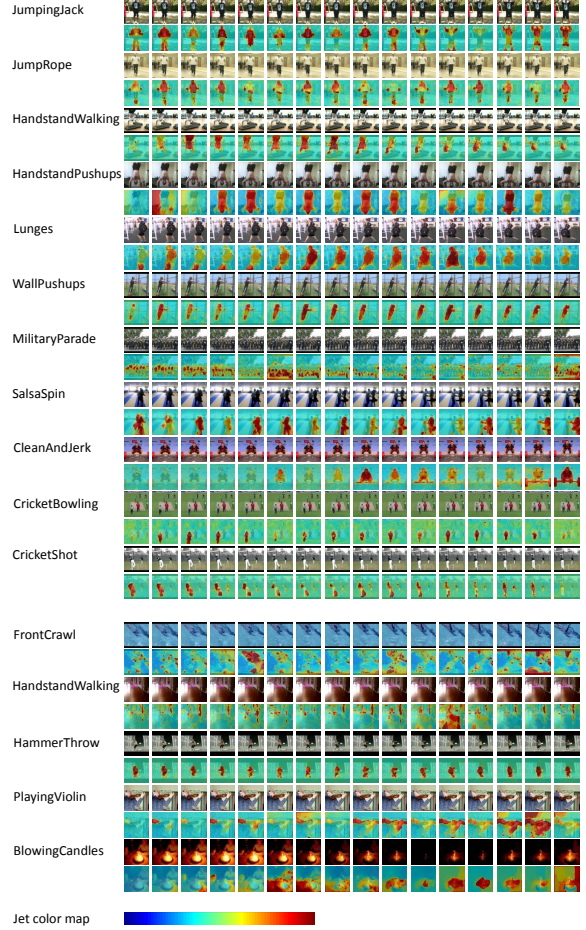 JumpingJack
JumpRope
HandstandWalking
HandstandPushups
Lunges
WallPushups
MilitaryParade
SalsaSpin
CleanAndJerk
CricketBowling
CricketShot
FrontCrawl
HandstandWalking
HammerThrow
PlayingViolin
BlowingCandles
Jet color map